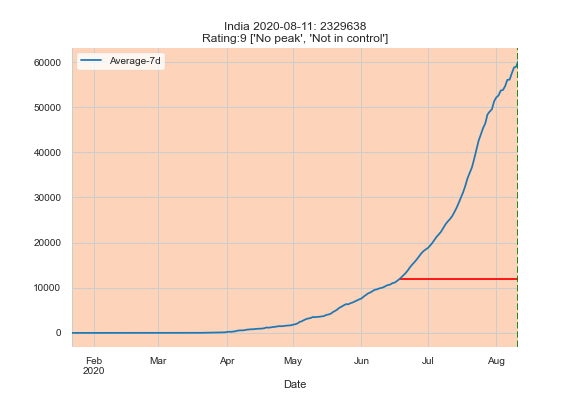 India 2020-08-11: 2329638
Rating:9 ['No peak', 'Not in control']
Average-7d
60000
50000
40000
30000
20000
10000
0
Feb Mar Apr May Jun Jul Aug
2020
Date